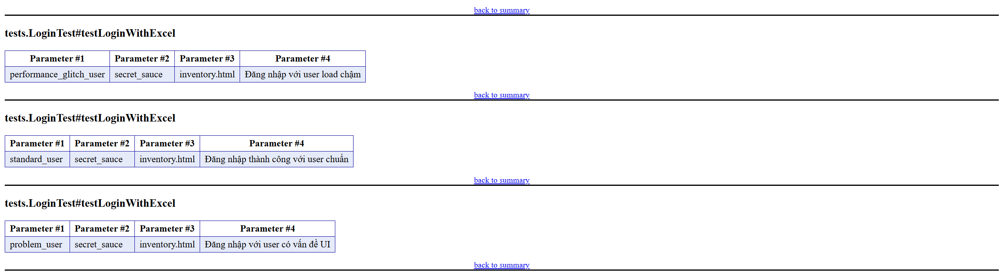 back to summary
tests.LoginTest#testLoginWithExcel
Parameter #1 Parameter #2 Parameter #3 Parameter #4
performance_glitch_user secret_sauce inventory.html Đăng nhập với user load chậm
back to summary
tests.LoginTest#testLoginWithExcel
Parameter #1 Parameter #2 Parameter #3 Parameter #4
standard_user secret_sauce inventory.html Đăng nhập thành công với user chuẩn
back to summary
tests.LoginTest#testLoginWithExcel
Parameter #1 Parameter #2 Parameter #3 Parameter #4
problem_user secret_sauce inventory.html Đăng nhập với user có vấn đề UI
back to summary